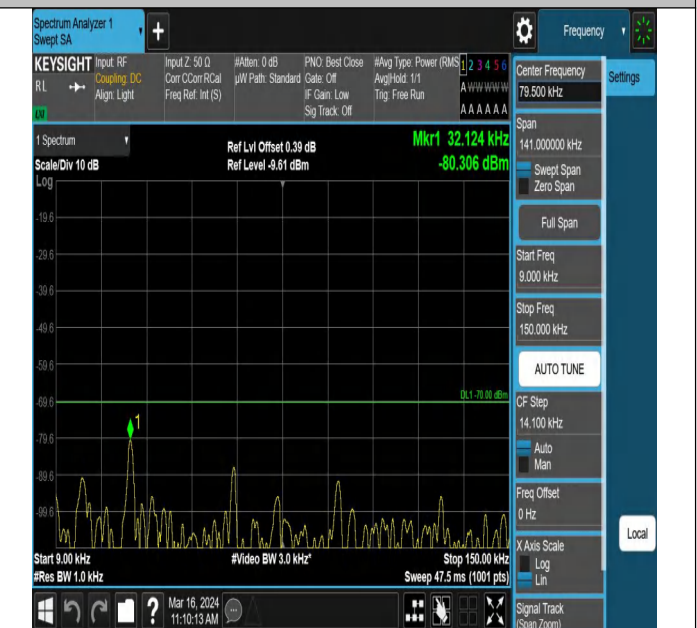 Spectrum Analyzer 1
Swept SA
Frequency
KEYSIGHT
RL
LXI
Input: RF
Coupling: DC
Align: Light
Input Z: 50 Ω
Corr CCorr RCal
Freq Ref: Int (S)
#Atten: 0 dB
µW Path: Standard
PNO: Best Close
Gate: Off
IF Gain: Low
Sig Track: Off
#Avg Type: Power (RMS
Avg|Hold: 1/1
Trig: Free Run
1 2 3 4 5 6
A W W W W W
A A A A A A
1 Spectrum
Scale/Div 10 dB
Log
Ref Lvl Offset 0.39 dB
Ref Level -9.61 dBm
Mkr1 32.124 kHz
-80.306 dBm
-19.6
-29.6
-39.6
-49.6
-59.6
-69.6
DL1 -70.00 dBm
1
-79.6
-89.6
-99.6
Start 9.00 kHz
#Video BW 3.0 kHz*
Stop 150.00 kHz
#Res BW 1.0 kHz
Sweep 47.5 ms (1001 pts)
?
Mar 16, 2024
11:10:13 AM
Center Frequency
79.500 kHz
Settings
Span
141.000000 kHz
Swept Span
Zero Span
Full Span
Start Freq
9.000 kHz
Stop Freq
150.000 kHz
AUTO TUNE
CF Step
14.100 kHz
Auto
Man
Freq Offset
0 Hz
Local
X Axis Scale
Log
Lin
Signal Track
(Span Zoom)